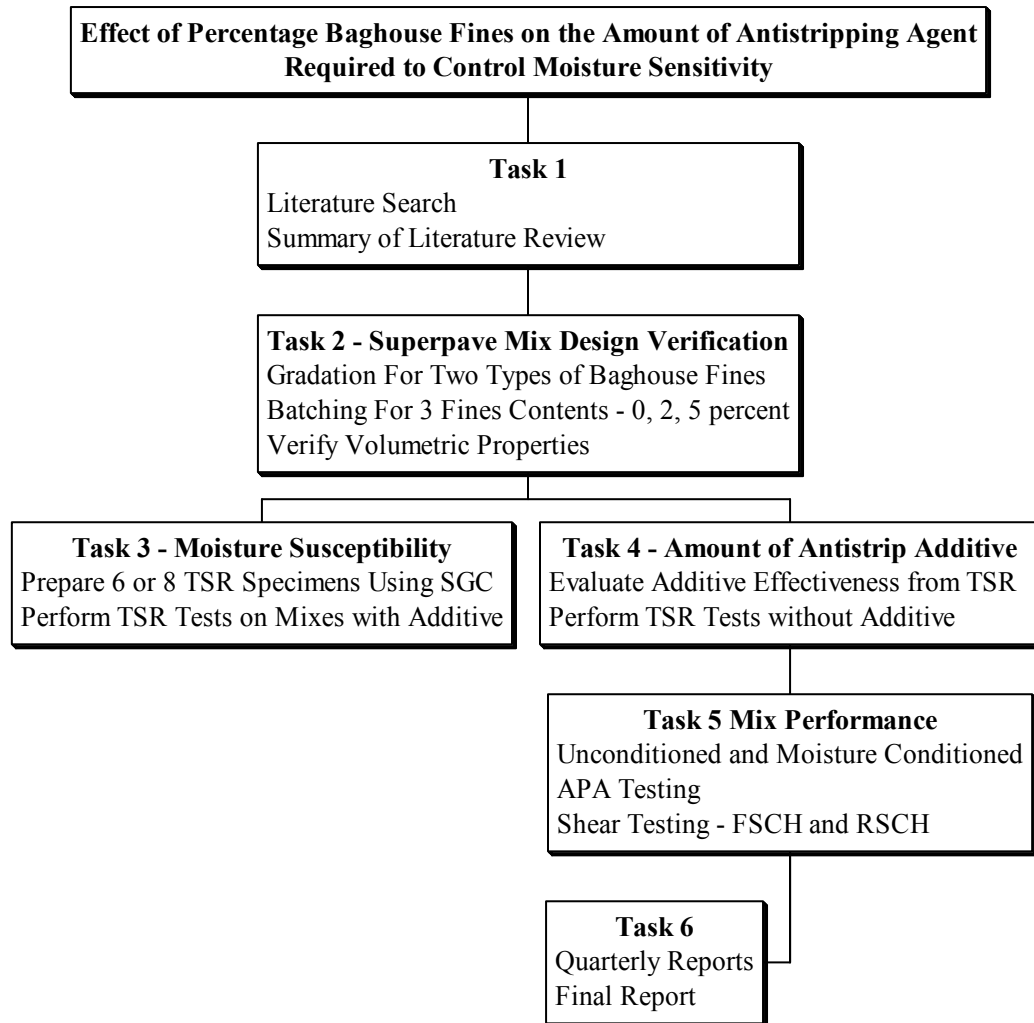 Effect of Percentage Baghouse Fines on the Amount of Antistripping Agent
Required to Control Moisture Sensitivity
Task 1
Literature Search
Summary of Literature Review
Task 2 - Superpave Mix Design Verification
Gradation For Two Types of Baghouse Fines
Batching For 3 Fines Contents - 0, 2, 5 percent
Verify Volumetric Properties
Task 3 - Moisture Susceptibility
Prepare 6 or 8 TSR Specimens Using SGC
Perform TSR Tests on Mixes with Additive
Task 4 - Amount of Antistrip Additive
Evaluate Additive Effectiveness from TSR
Perform TSR Tests without Additive
Task 5 Mix Performance
Unconditioned and Moisture Conditioned
APA Testing
Shear Testing - FSCH and RSCH
Task 6
Quarterly Reports
Final Report